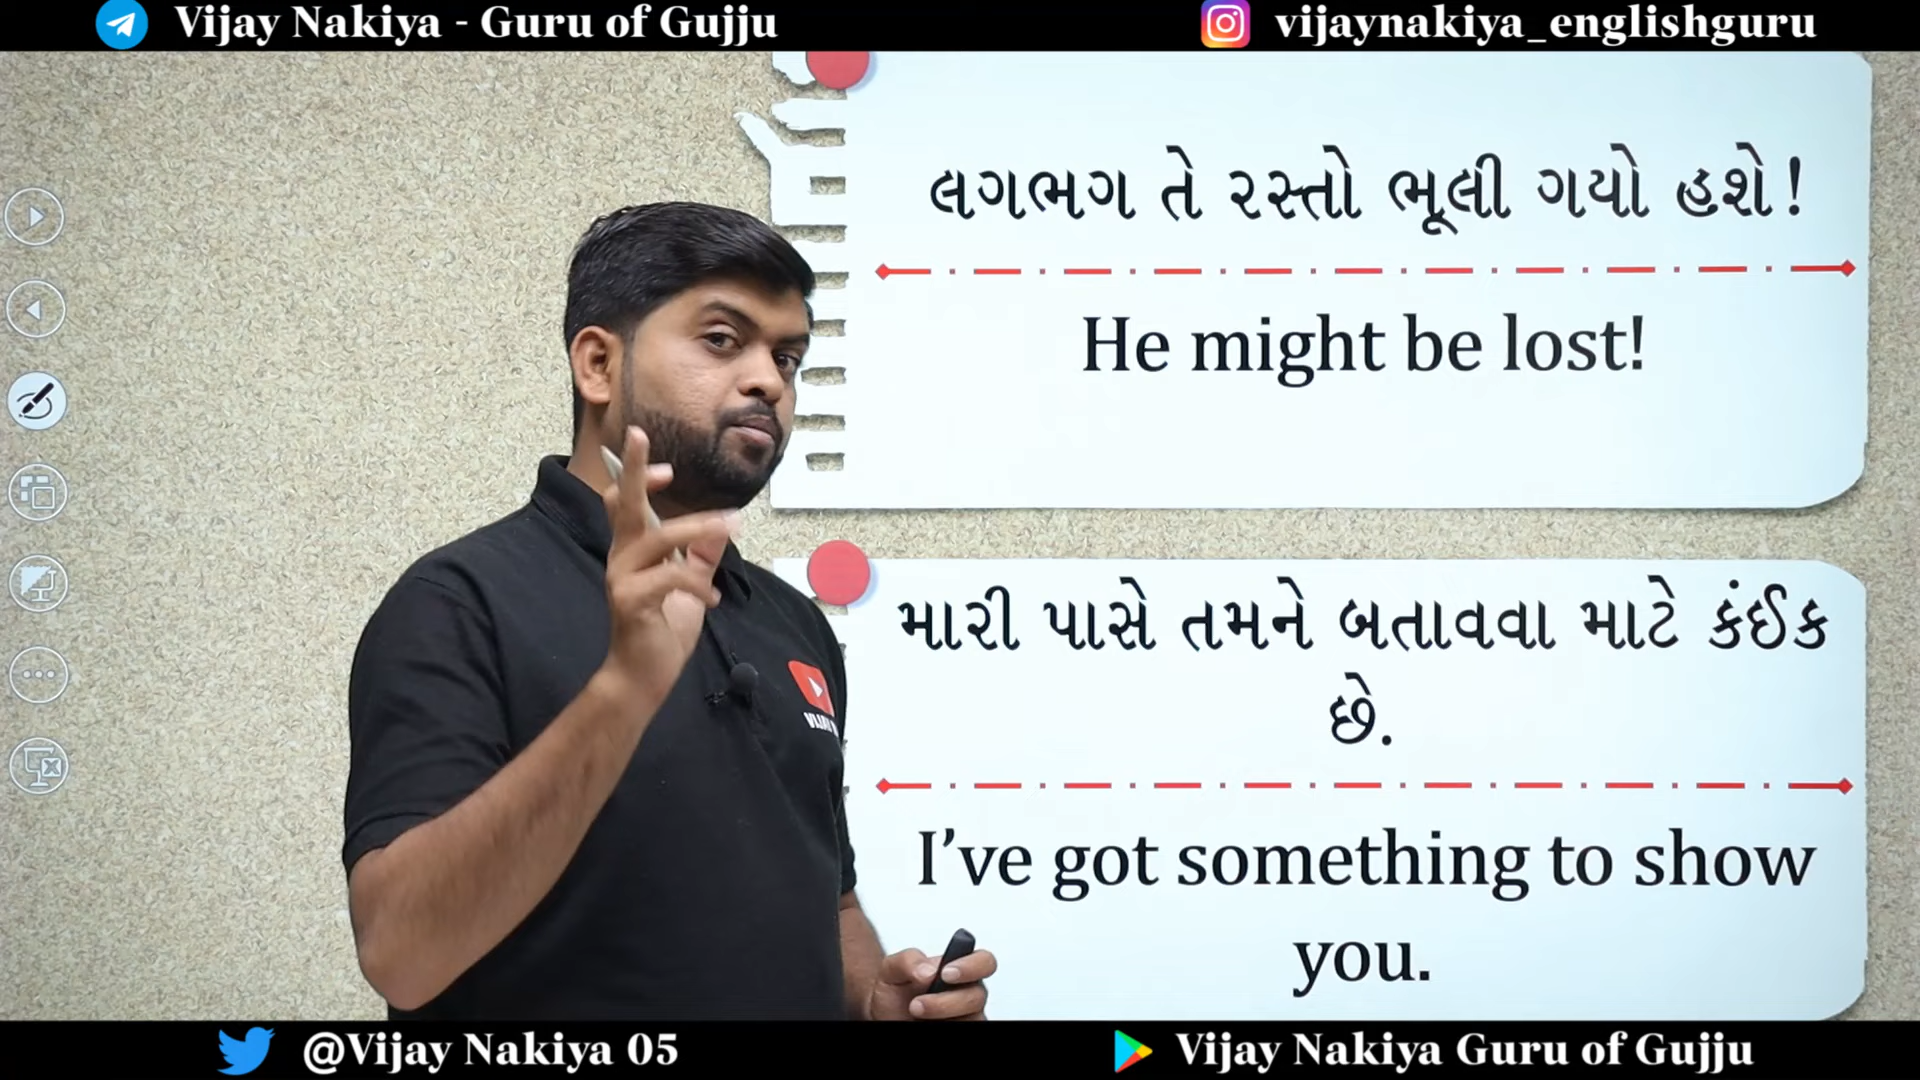 Vijay Nakiya - Guru of Gujju
vijaynakiya_englishguru
લગભગ તે રસ્તો ભૂલી ગયો હશે!
He might be lost!
મારી પાસે તમને બતાવવા માટે કંઈક
છે.
I've got something to show
you.
@Vijay Nakiya 05
Vijay Nakiya Guru of Gujju